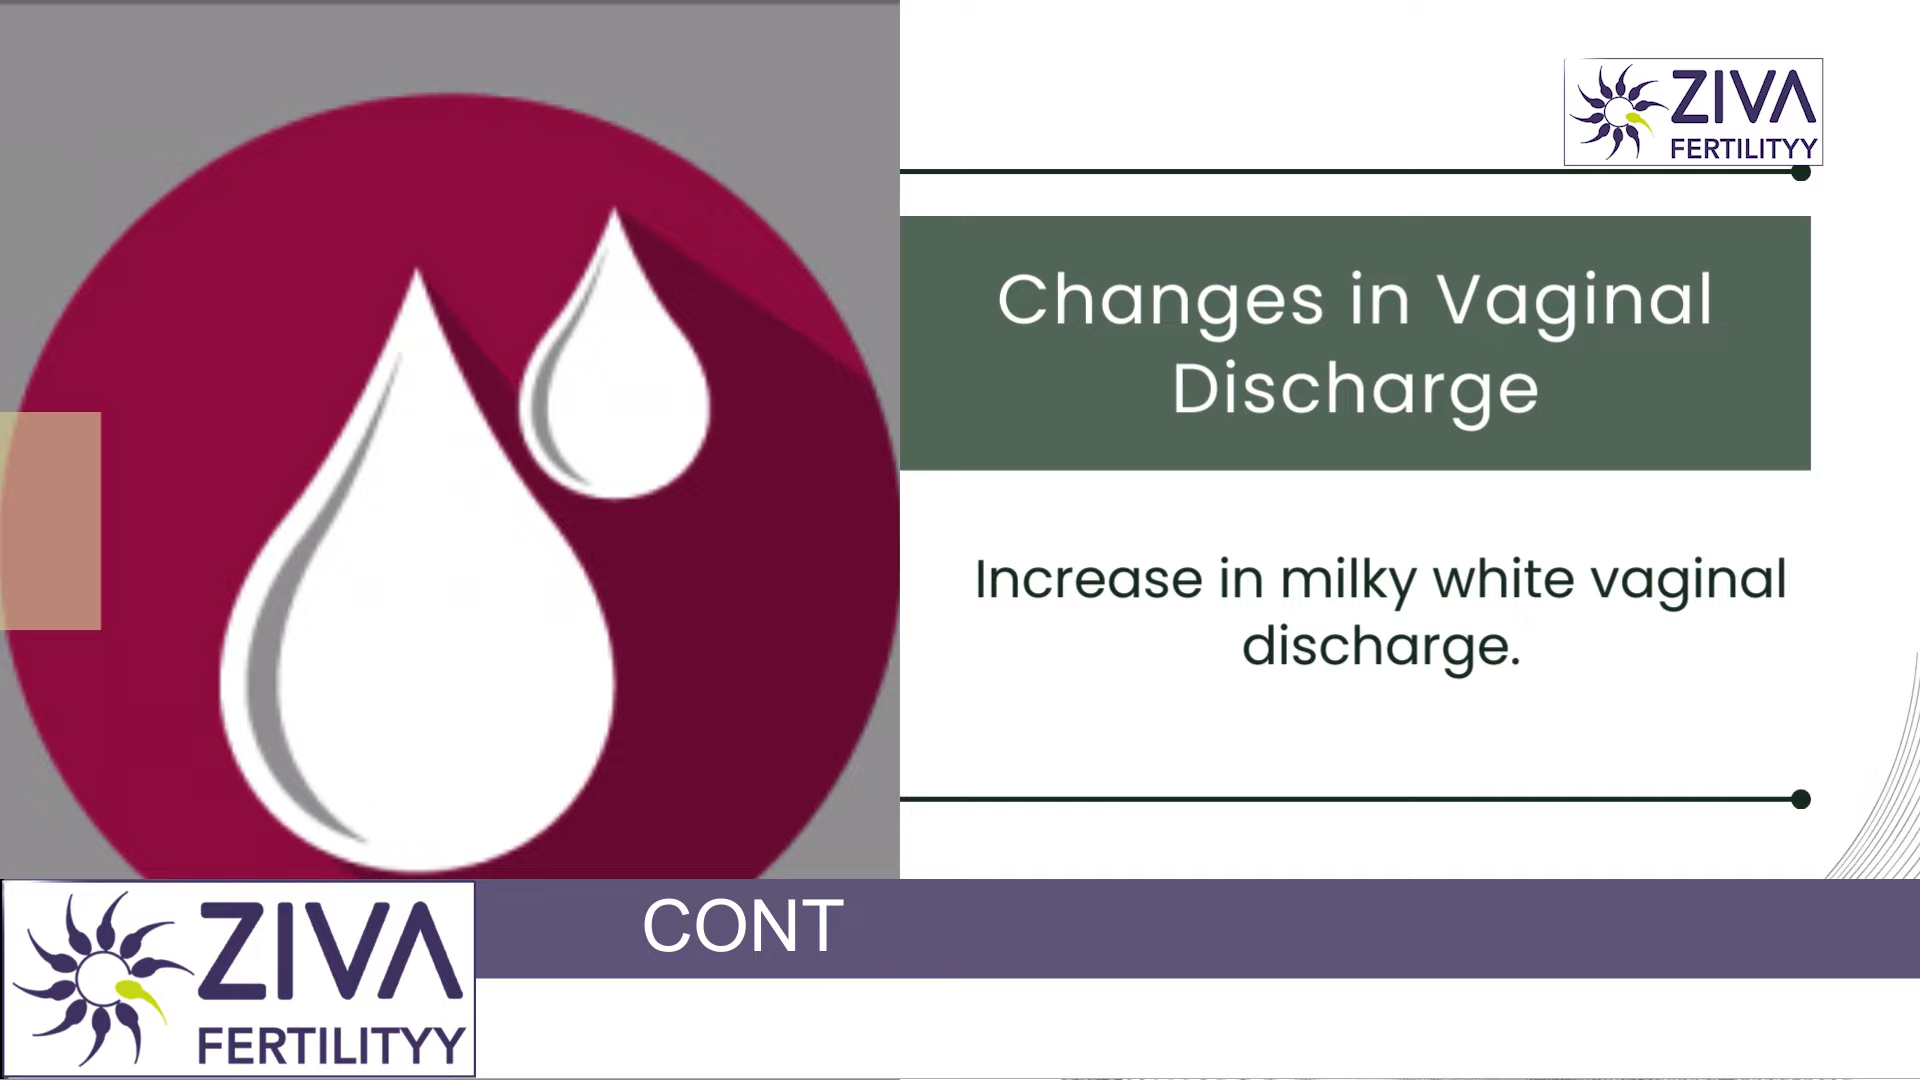 ZIVA
FERTILITYY
Changes in Vaginal
Discharge
Increase in milky white vaginal
discharge.
ZIVA
FERTILITYY
CONT